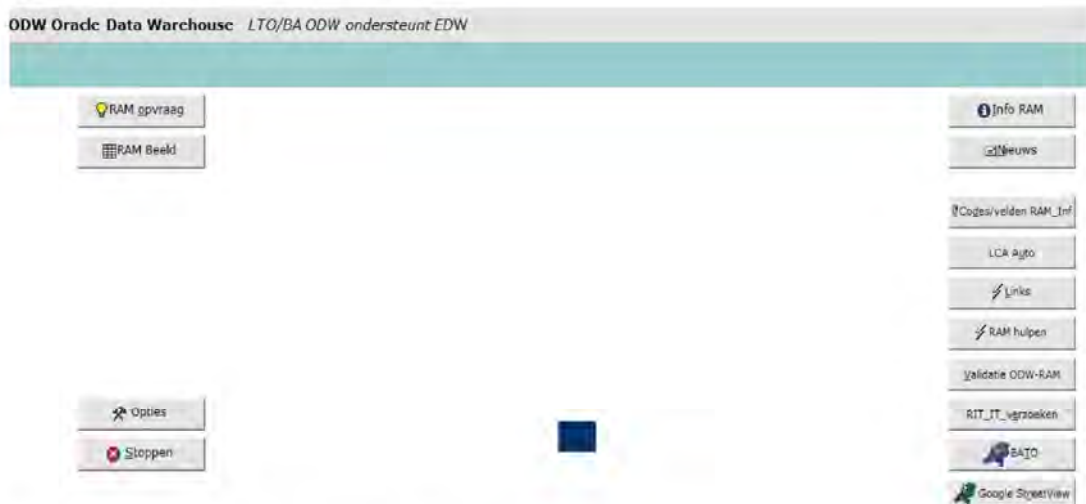 ODW Oracle Data Warehouse LTO/BA ODW ondersteunt EDW
RAM opvraag
RAM Beeld
Opties
Stoppen
Info RAM
Nieuws
Codes/velden RAM_Inf
LCA Auto
Links
RAM hulpen
Validatie ODW-RAM
RIT_IT_verzoeken
BATO
Google StreetView